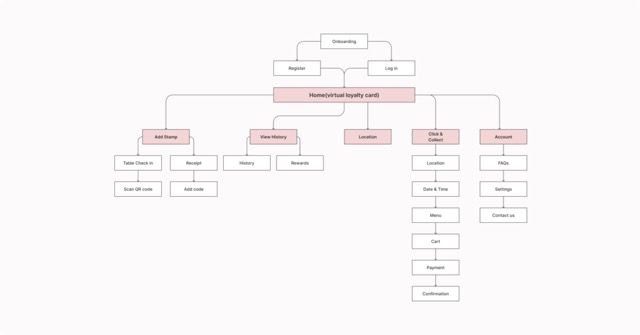 Onboarding
Register
Log in
Home(virtual loyalty card)
Add Stamp
View History
Location
Click &
Collect
Account
Table Check In
Receipt
History
Rewards
Location
FAQs
Scan QR code
Add code
Date & Time
Settings
Menu
Contact us
Cart
Payment
Confirmation